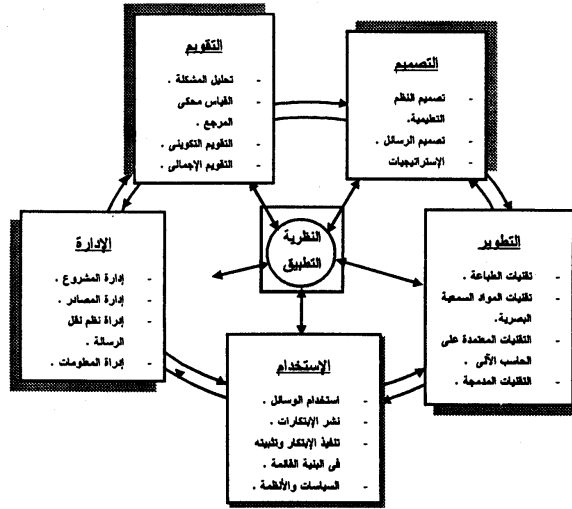 التقويم
- تحليل المشكلة .
- القياس محكى
المرجع .
- التقويم التكوينى .
- التقويم الإجمالى .
التصميم
- تصميم النظم
التعليمية.
- تصميم الرسائل .
- الإستراتيجيات
النظرية
التطبيق
الإدارة
- إدارة المشروع .
- إدارة المصادر .
- إدراة نظم نقل
الرسالة .
- إدراة المعلومات .
التطوير
- تقنيات الطباعة .
- تقنيات المواد السمعية
البصرية.
- التقنيات المعتمدة على
الحاسب الآلى .
- التقنيات المدمجة .
الإستخدام
- استخدام الوسائل .
- نشر الإبتكارات .
- تنفيذ الإبتكار وتثبيته
فى البنية القائمة .
- السياسات والأنظمة .